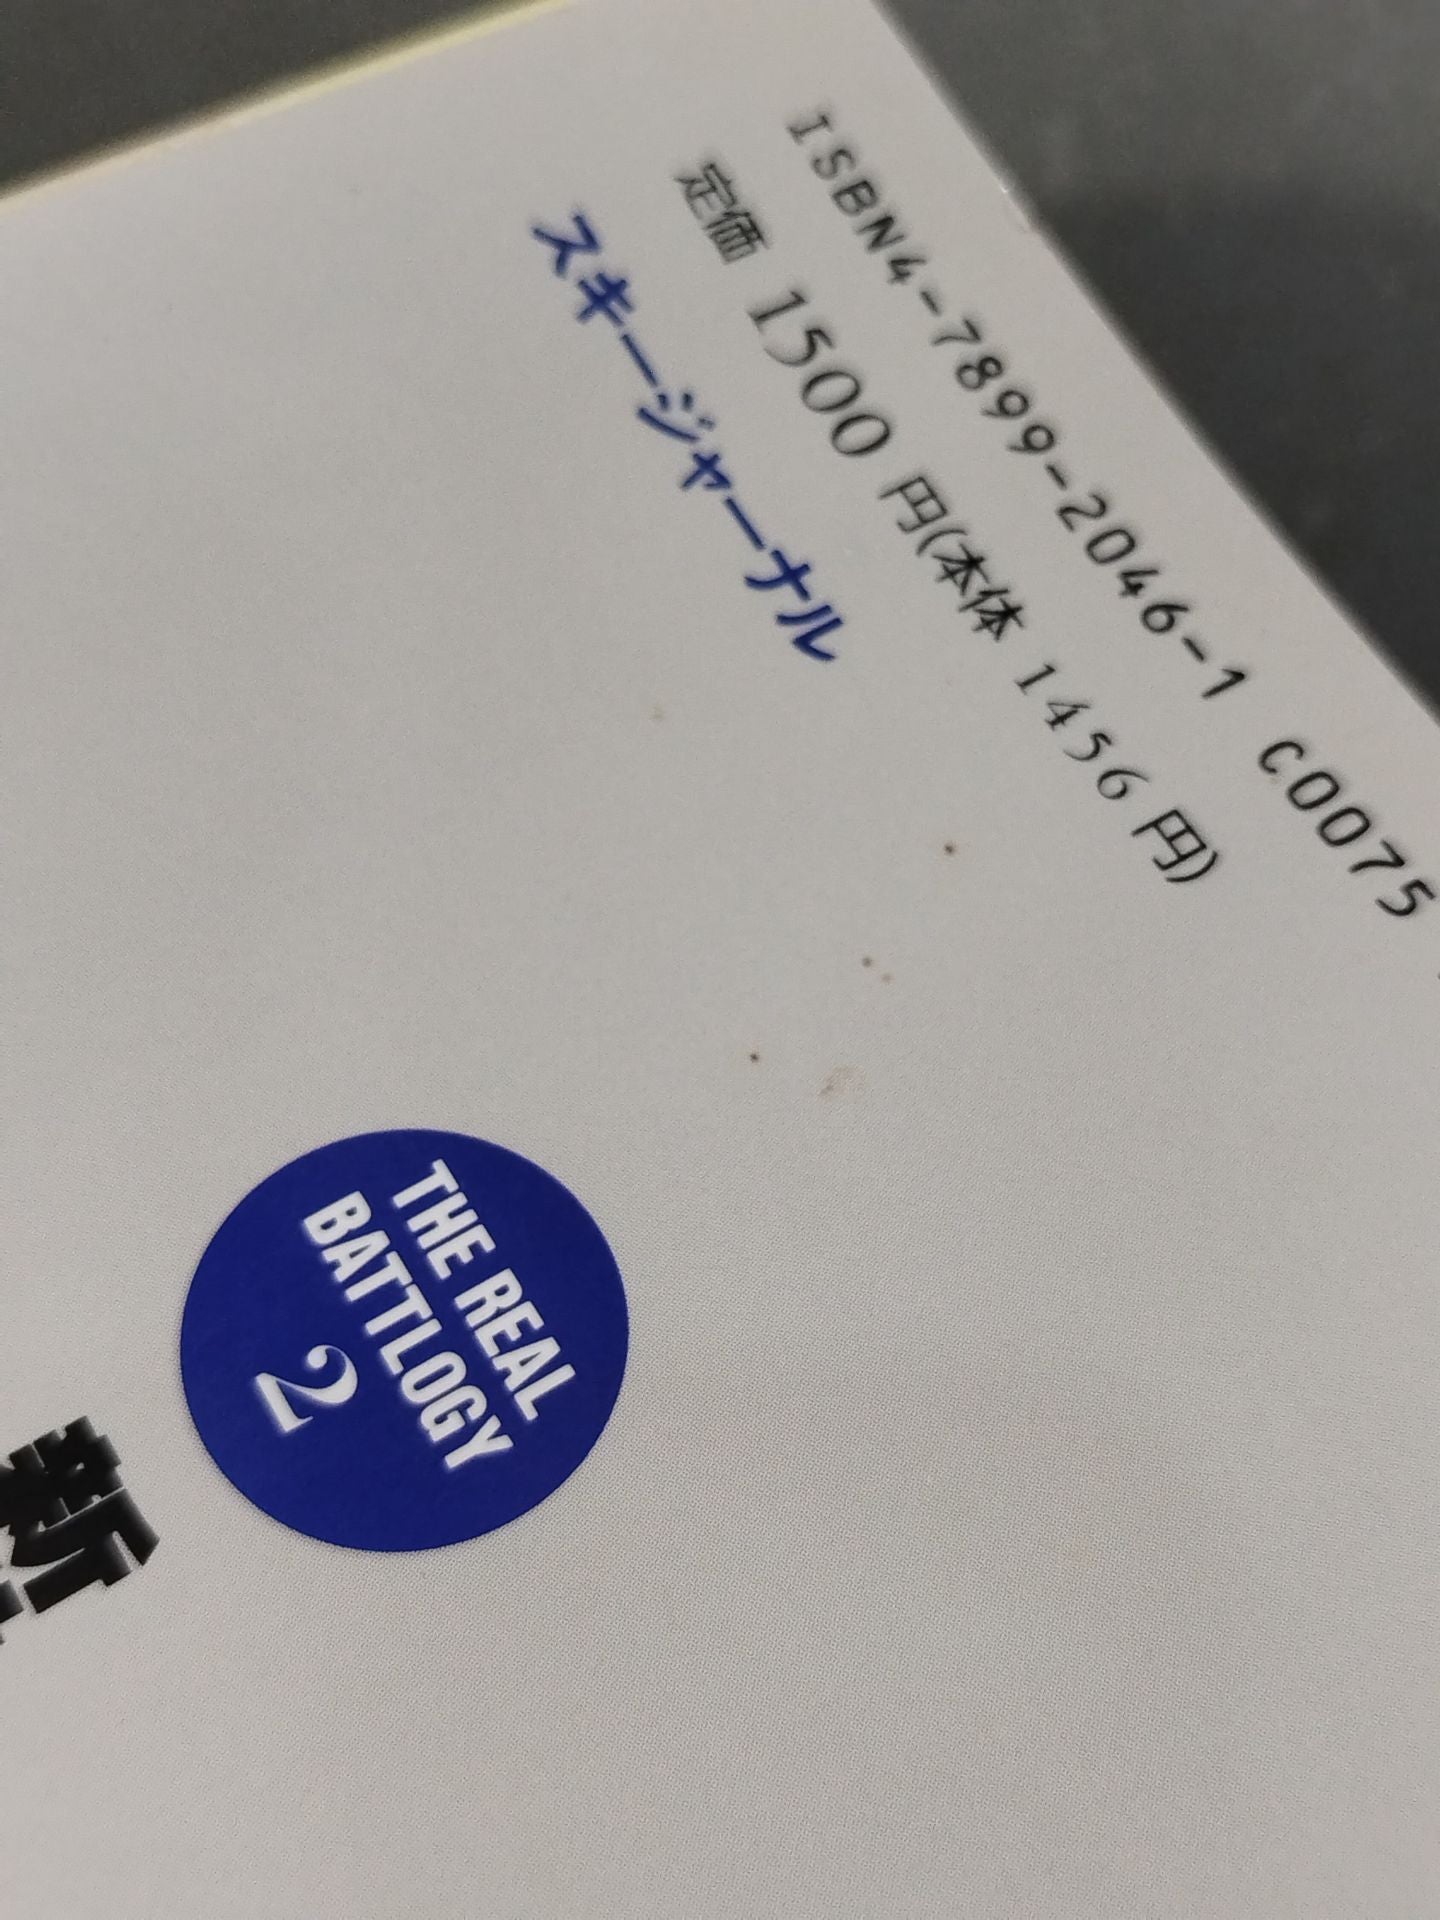 ISBN4-7899-2046-1 C0075
定価 1500 円(本体 1456 円)
スキージャーナル
THE REAL
BATTLOGY
2
新